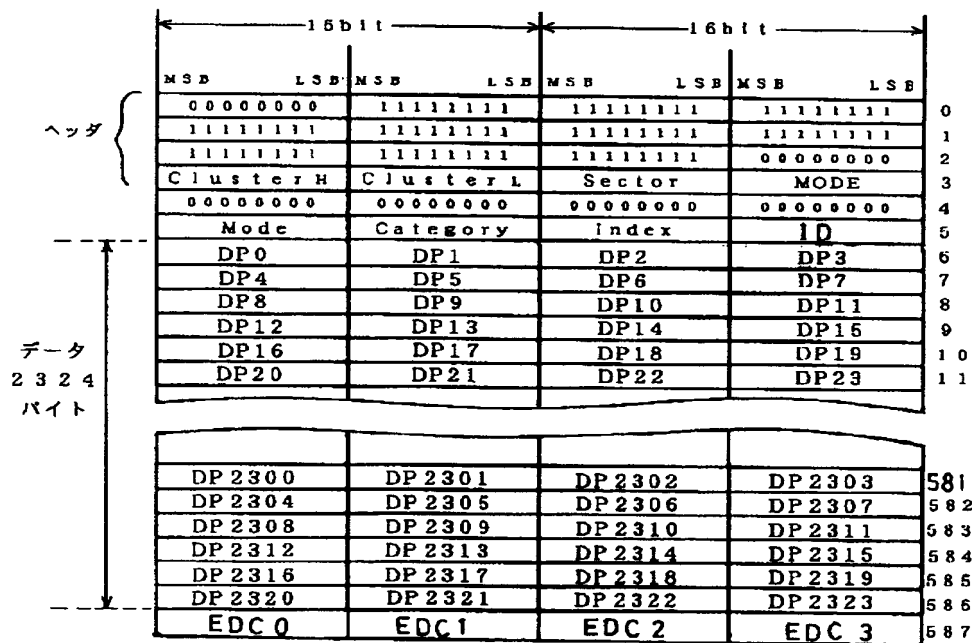 16bit 16bit
MSB LSB MSB LSB MSB LSB MSB LSB
00000000 11111111 11111111 11111111 0
ヘッダ 11111111 11111111 11111111 11111111 1
11111111 11111111 11111111 00000000 2
ClusterH ClusterL Sector MODE 3
00000000 00000000 00000000 00000000 4
Mode Category Index ID 5
DP0 DP1 DP2 DP3 6
DP4 DP5 DP6 DP7 7
DP8 DP9 DP10 DP11 8
DP12 DP13 DP14 DP15 9
DP16 DP17 DP18 DP19 10
DP20 DP21 DP22 DP23 11
データ
2324
バイト
DP2300 DP2301 DP2302 DP2303 581
DP2304 DP2305 DP2306 DP2307 582
DP2308 DP2309 DP2310 DP2311 583
DP2312 DP2313 DP2314 DP2315 584
DP2316 DP2317 DP2318 DP2319 585
DP2320 DP2321 DP2322 DP2323 586
EDC0 EDC1 EDC2 EDC3 587